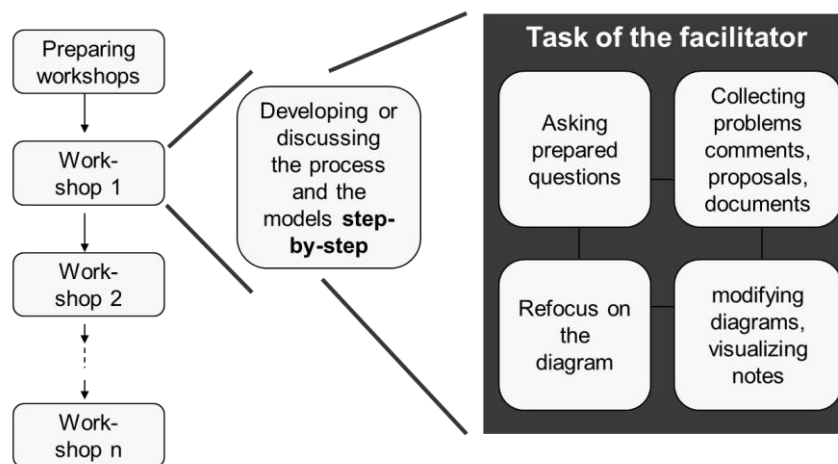 Preparing
workshops
Work-
shop 1
Work-
shop 2
Work-
shop n
Developing or
discussing
the process
and the
models step-
by-step
Task of the facilitator
Asking
prepared
questions
Collecting
problems
comments,
proposals,
documents
Refocus on
the
diagram
modifying
diagrams,
visualizing
notes